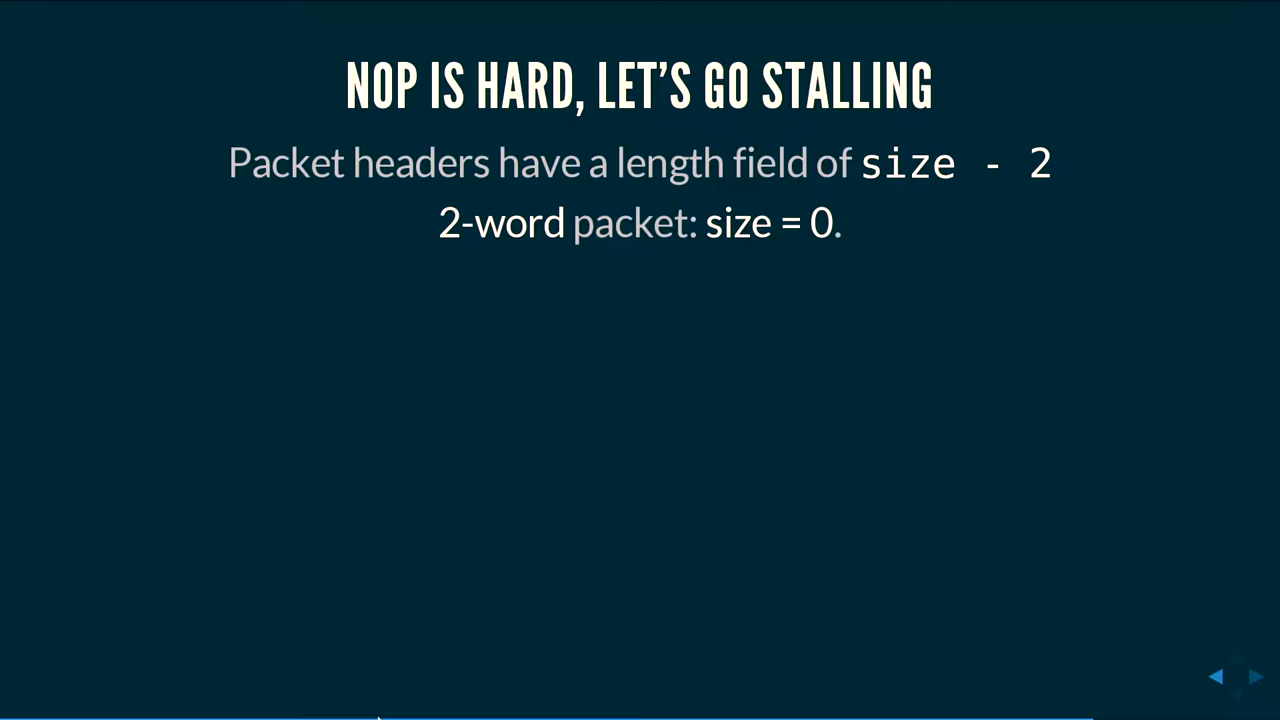 NOP IS HARD, LET’S GO STALLING
Packet headers have a length field of size - 2
2-word packet: size = 0.